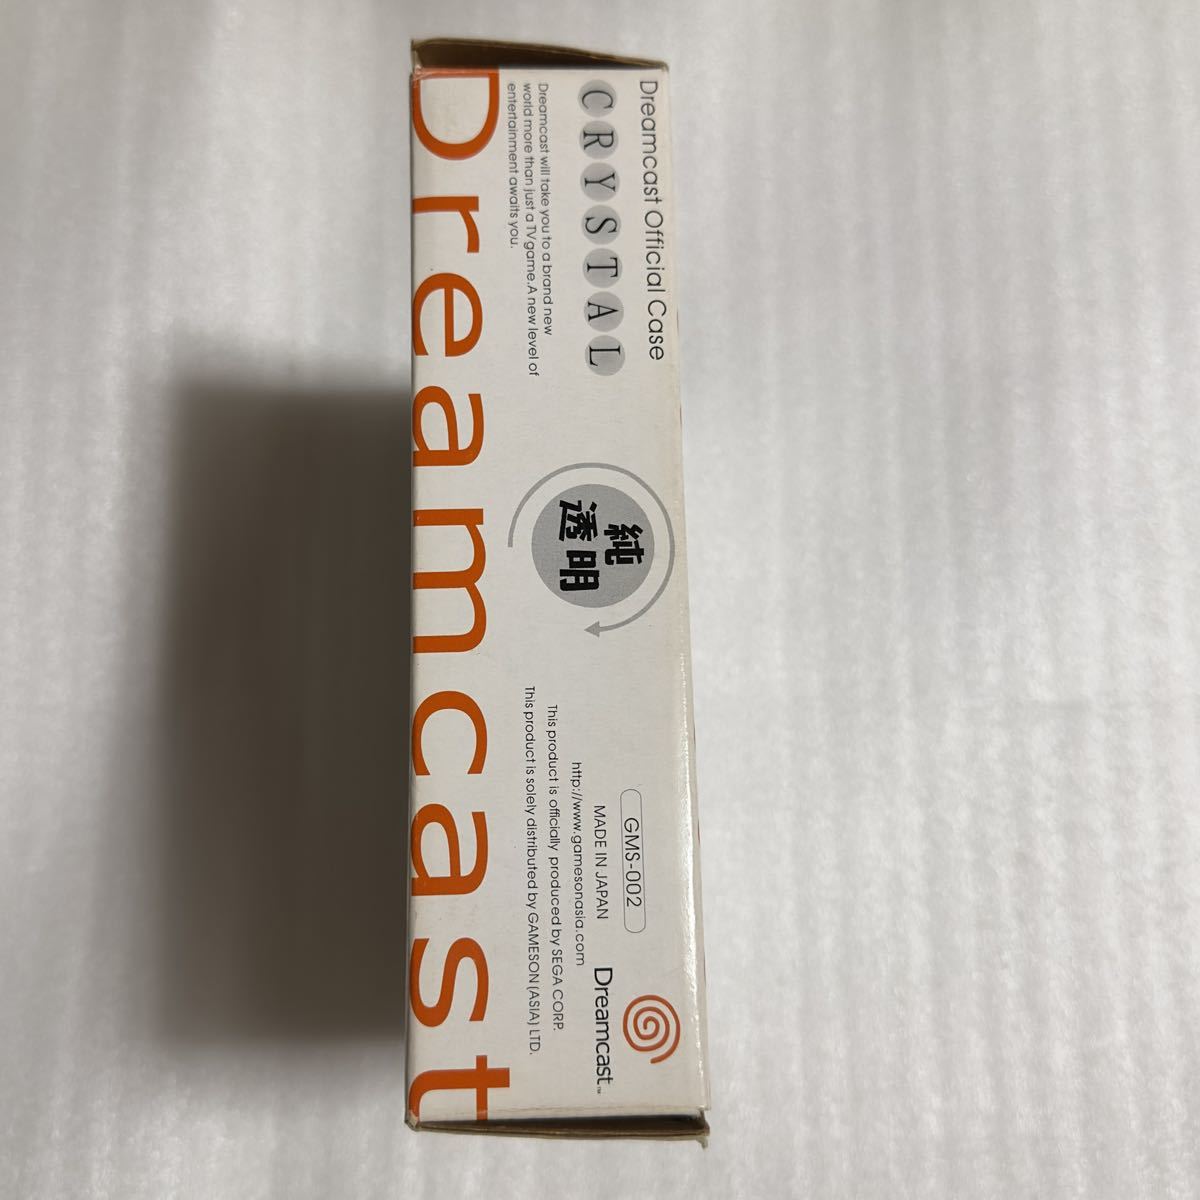 Dreamcast Official Case
CRYSTAL
Dreamcast will take you to a brand new
world more than just a TV game. A new level of
entertainment awaits you.
純
透明
GMS-002
MADE IN JAPAN
http://www.gamesonasia.com
This product is officially produced by SEGA CORP.
This product is solely distributed by GAMESON (ASIA) LTD.
Dreamcast™
Dreamcast